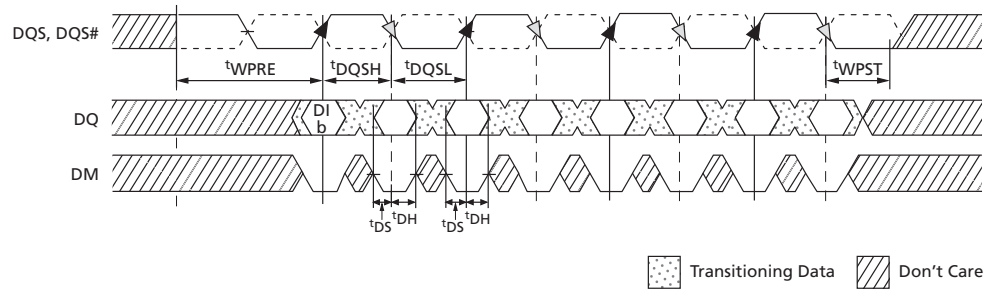 DQS, DQS#
tWPRE tDQSH tDQSL tWPST
DQ
DI
b
DM
tDS tDH tDS tDH
Transitioning Data Don't Care